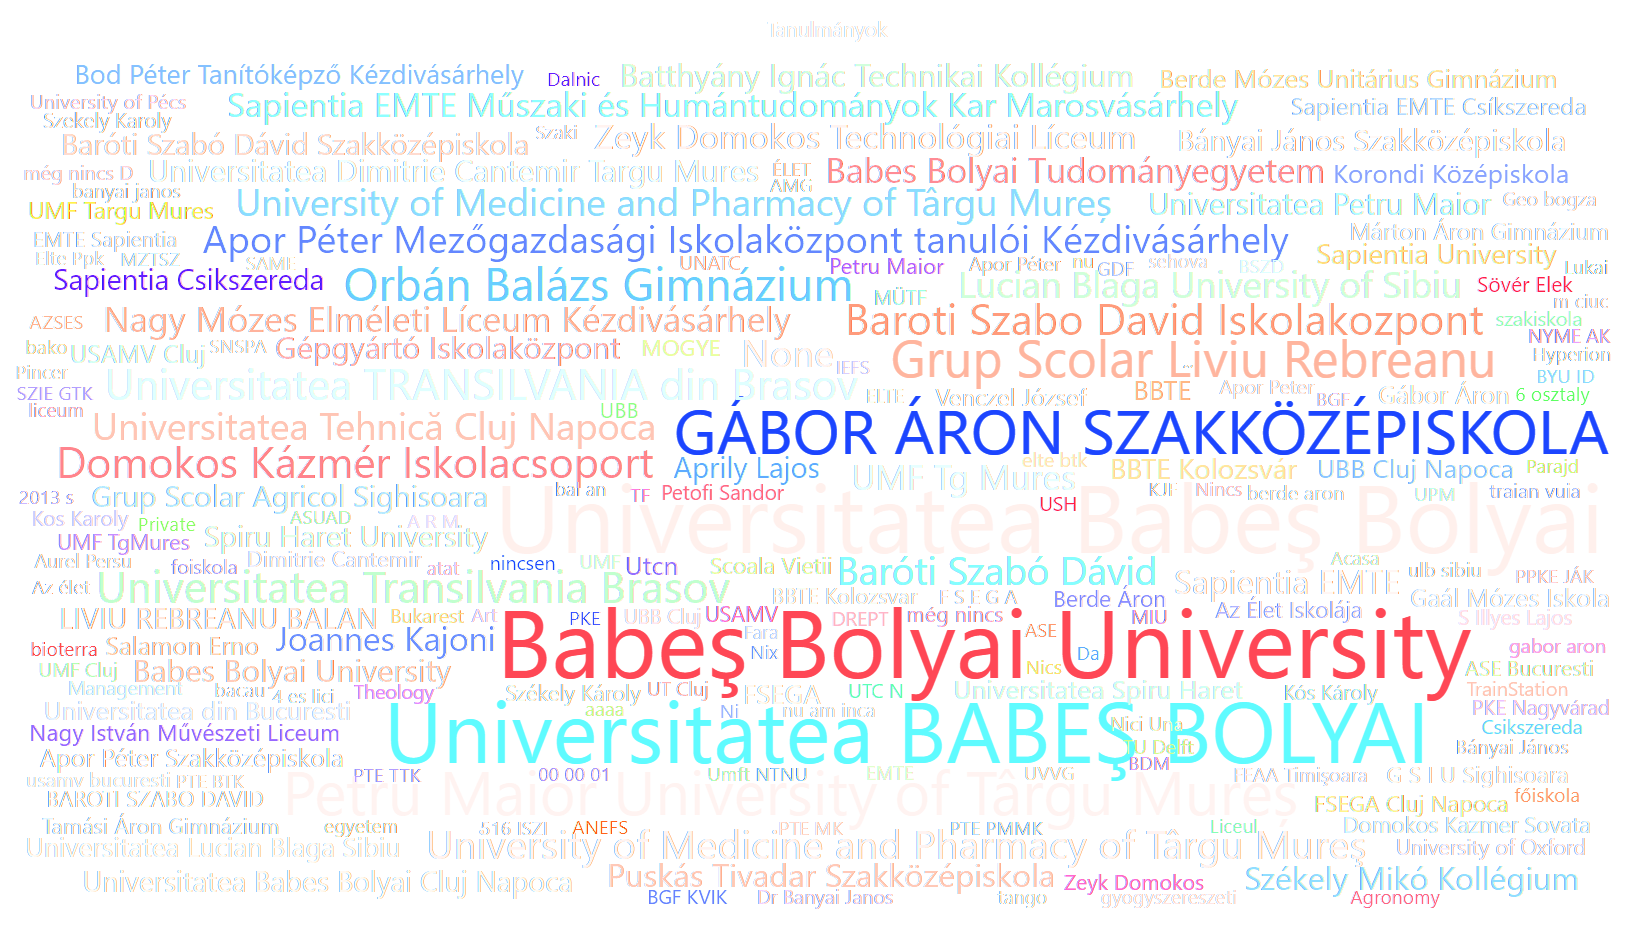 Tanulmányok
Bod Péter Tanítóképző Kézdivásárhely
Dalnic
Batthyány Ignác Technikai Kollégium
Berde Mózes Unitárius Gimnázium
University of Pécs
Sapientia EMTE Műszaki és Humántudományok Kar Marosvásárhely
Sapientia EMTE Csíkszereda
Szekely Karoly
Baróti Szabó Dávid Szakközépiskola
Szaki
Zeyk Domokos Technológiai Líceum
Bányai János Szakközépiskola
még nincs D
Universitatea Dimitrie Cantemir Targu Mures
ÉLET
Babes Bolyai Tudományegyetem
Korondi Középiskola
banyai janos
AMG
UMF Targu Mures
University of Medicine and Pharmacy of Târgu Mureș
Universitatea Petru Maior
Geo bogza
EMTE Sapientia
Apor Péter Mezőgazdasági Iskolaközpont tanulói Kézdivásárhely
Márton Áron Gimnázium
Elte Ppk
MZTSZ
SAMF
UNATC
Petru Maior
Apor Péter
nu
GDF
sehova
BSZD
Sapientia University
Lukai
Sapientia Csikszereda
Orbán Balázs Gimnázium
MÜTF
Lucian Blaga University of Sibiu
Sövér Elek
m ciuc
AZSES
Nagy Mózes Elméleti Líceum Kézdivásárhely
Baroti Szabo David Iskolakozpont
szakiskola
bako
USAMV Cluj
SNSPA
Gépgyártó Iskolaközpont
MOGYE
None
IEFS
Grup Scolar Liviu Rebreanu
NYME AK
Hyperion
Pincer
Universitatea TRANSILVANIA din Brasov
BYU ID
SZIE GTK
ELTE
Venczel József
BBTE
Apor Peter
BGF
Gábor Áron
6 osztaly
liceum
Universitatea Tehnică Cluj Napoca
UBB
GÁBOR ÁRON SZAKKÖZÉPISKOLA
Domokos Kázmér Iskolacsoport
Aprily Lajos
UMF Tg Mures
elte btk
BBTE Kolozsvár
UBB Cluj Napoca
Parajd
2013 s
Grup Scolar Agricol Sighisoara
bal an
TF
Petofi Sandor
Universitatea Babeş Bolyai
USH
KJF
Nincs
berde aron
UPM
traian vuia
Kos Karoly
Private
ASUAD
A R M
UMF TgMures
Spiru Haret University
Aurel Persu
foiskola
Dimitrie Cantemir
atat
nincsen
UMF
Utcn
Scoala Vietii
Baróti Szabó Dávid
Acasa
ulb sibiu
PPKE JÁK
Az élet
Universitatea Transilvania Brasov
BBTE Kolozsvar
F S E G A
Sapientia EMTE
Gaál Mózes Iskola
LIVIU REBREANU BALAN
Bukarest
Art
PKE
UBB Cluj
USAMV
DREPT
még nincs
Berde Áron
MIU
Az Élet Iskolája
S Illyes Lajos
bioterra
Salamon Erno
Joannes Kajoni
Babeş Bolyai University
Fara
Nix
ASE
Da
gabor aron
UMF Cluj
Babes Bolyai University
Nics
ASE Bucuresti
Management
bacau
4 es lici
Theology
Székely Károly
UT Cluj
FSEGA
UTC N
Universitatea Spiru Haret
Kós Károly
TrainStation
Universitatea din Bucuresti
aaaa
Ni
nu am inca
PKE Nagyvárad
Nagy István Művészeti Liceum
Universitatea BABEŞ BOLYAI
Nici Una
Csikszereda
Apor Péter Szakközépiskola
TU Delft
Bányai János
BDM
usamv bucuresti
PTE BTK
PTE TTK
00 00 01
Umft
NTNU
EMTE
UVVG
FEAA Timişoara
G S I U Sighisoara
BAROTI SZABO DAVID
Petru Maior University of Târgu Mureș
FSEGA Cluj Napoca
főiskola
Tamási Áron Gimnázium
egyetem
516 ISZI
ANEFS
PTE MK
PTE PMMK
Liceul
Domokos Kazmer Sovata
Universitatea Lucian Blaga Sibiu
University of Medicine and Pharmacy of Târgu Mureș
University of Oxford
Universitatea Babes Bolyai Cluj Napoca
Puskás Tivadar Szakközépiskola
Zeyk Domokos
Székely Mikó Kollégium
BGF KVIK
Dr Banyai Janos
tango
gyogyszereszeti
Agronomy